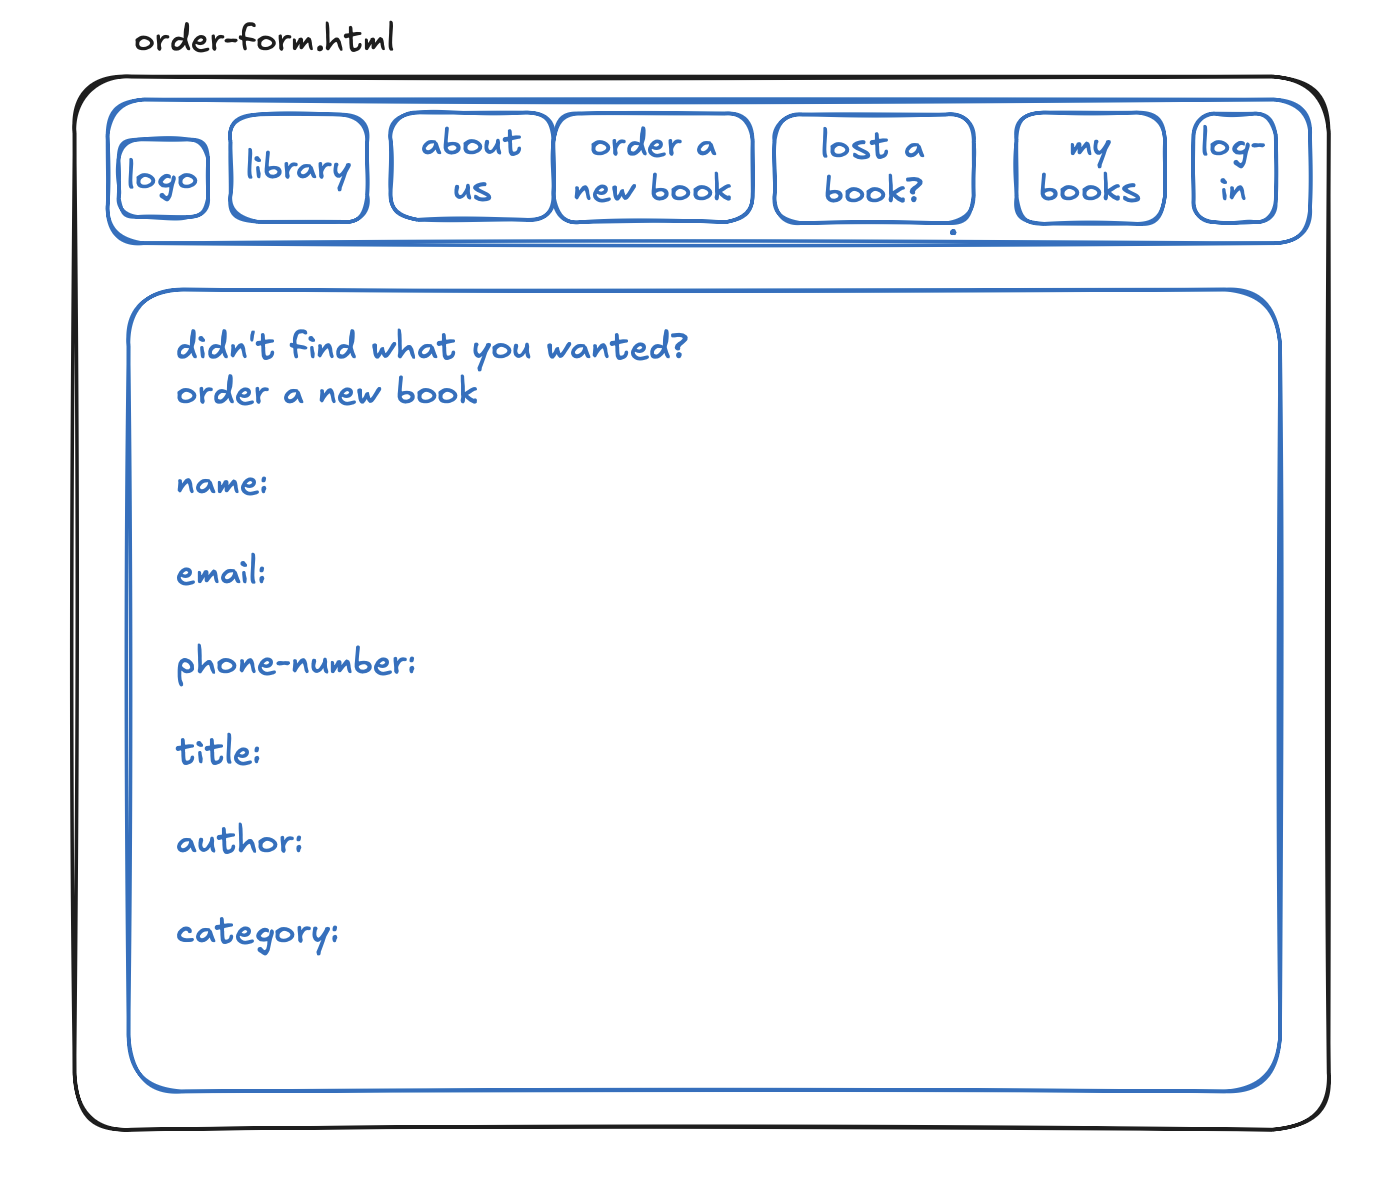 order-form.html
logo
library
about
us
order a
new book
lost a
book?
my
books
log-
in
didn't find what you wanted?
order a new book
name:
email:
phone-number:
title:
author:
category: